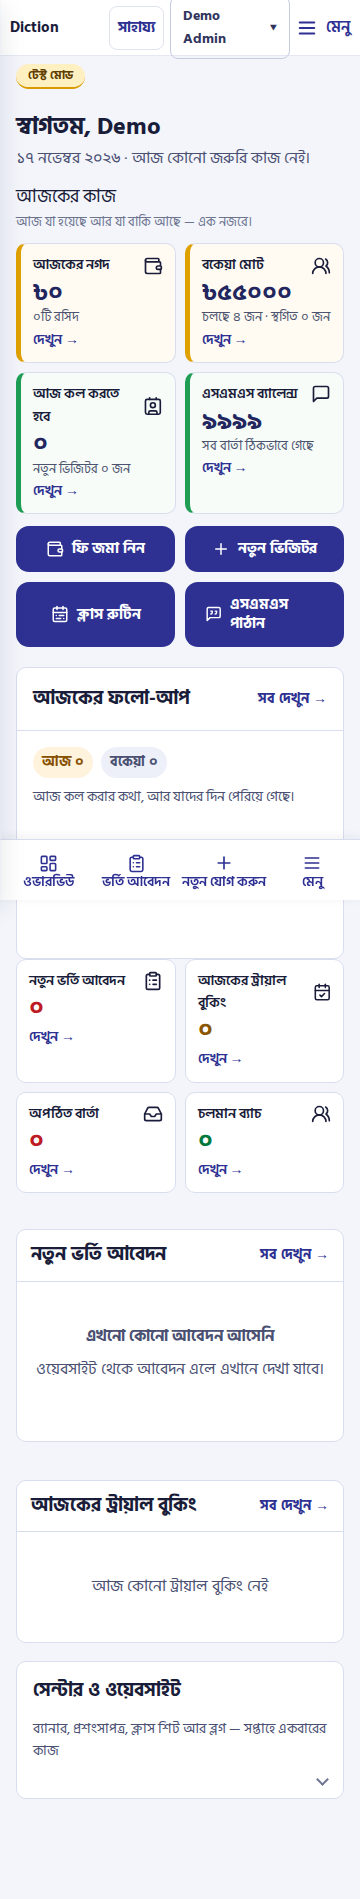 Diction
সাহায্য
Demo
Admin
মেনু
টেস্ট মোড
স্বাগতম, Demo
১৭ নভেম্বর ২০২৬ · আজ কোনো জরুরি কাজ নেই।
আজকের কাজ
আজ যা হয়েছে আর যা বাকি আছে — এক নজরে।
আজকের নগদ
৳০
০টি রসিদ
দেখুন →
বকেয়া মোট
৳৫৫০০০
চলছে ৪ জন · স্থগিত ০ জন
দেখুন →
আজ কল করতে
হবে
০
নতুন ভিজিটর ০ জন
দেখুন →
এসএমএস ব্যালেন্স
৯৯৯৯
সব বার্তা ঠিকভাবে গেছে
দেখুন →
ফি জমা নিন
নতুন ভিজিটর
ক্লাস রুটিন
এসএমএস
পাঠান
আজকের ফলো-আপ
সব দেখুন →
আজ ০
বকেয়া ০
আজ কল করার কথা, আর যাদের দিন পেরিয়ে গেছে।
ওভারভিউ
ভর্তি আবেদন
নতুন যোগ করুন
মেনু
নতুন ভর্তি আবেদন
০
দেখুন →
আজকের ট্রায়াল
বুকিং
০
দেখুন →
অপঠিত বার্তা
০
দেখুন →
চলমান ব্যাচ
০
দেখুন →
নতুন ভর্তি আবেদন
সব দেখুন →
এখনো কোনো আবেদন আসেনি
ওয়েবসাইট থেকে আবেদন এলে এখানে দেখা যাবে।
আজকের ট্রায়াল বুকিং
সব দেখুন →
আজ কোনো ট্রায়াল বুকিং নেই
সেন্টার ও ওয়েবসাইট
ব্যানার, প্রশংসাপত্র, ক্লাস শিট আর ব্লগ — সপ্তাহে একবারের
কাজ